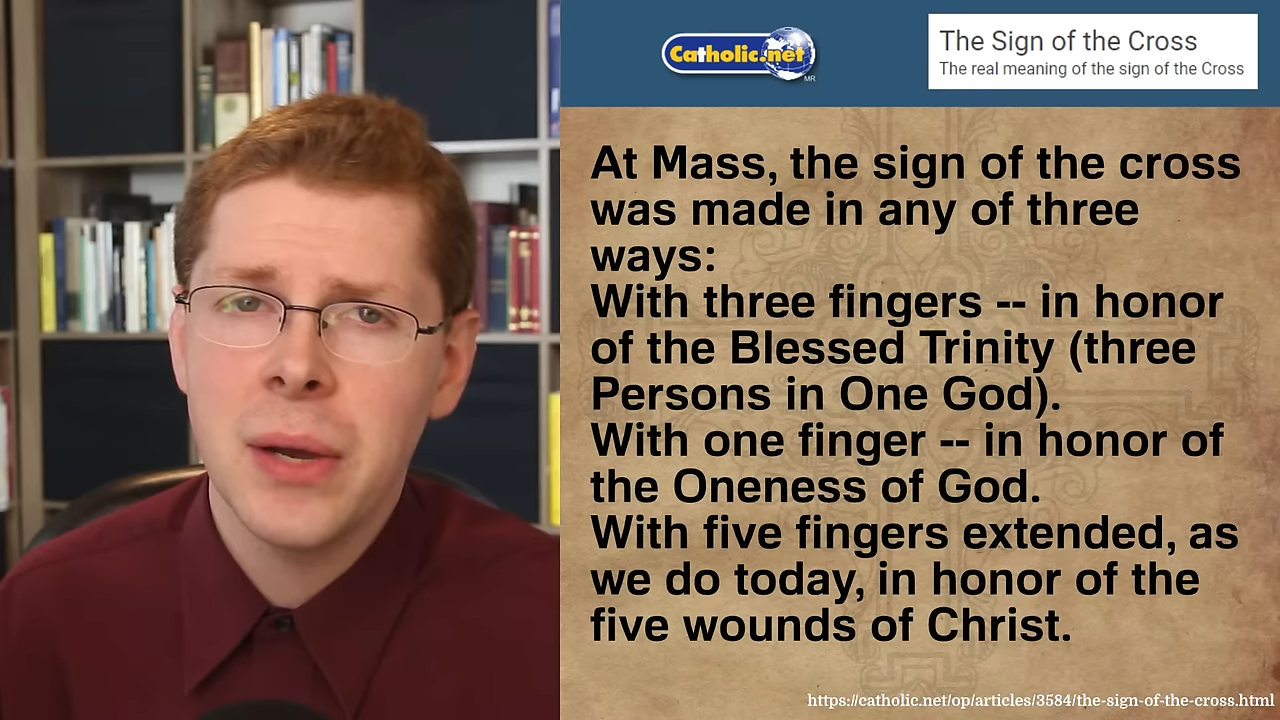 Catholic.net
MR
The Sign of the Cross
The real meaning of the sign of the Cross
At Mass, the sign of the cross
was made in any of three
ways:
With three fingers -- in honor
of the Blessed Trinity (three
Persons in One God).
With one finger -- in honor of
the Oneness of God.
With five fingers extended, as
we do today, in honor of the
five wounds of Christ.
https://catholic.net/op/articles/3584/the-sign-of-the-cross.html